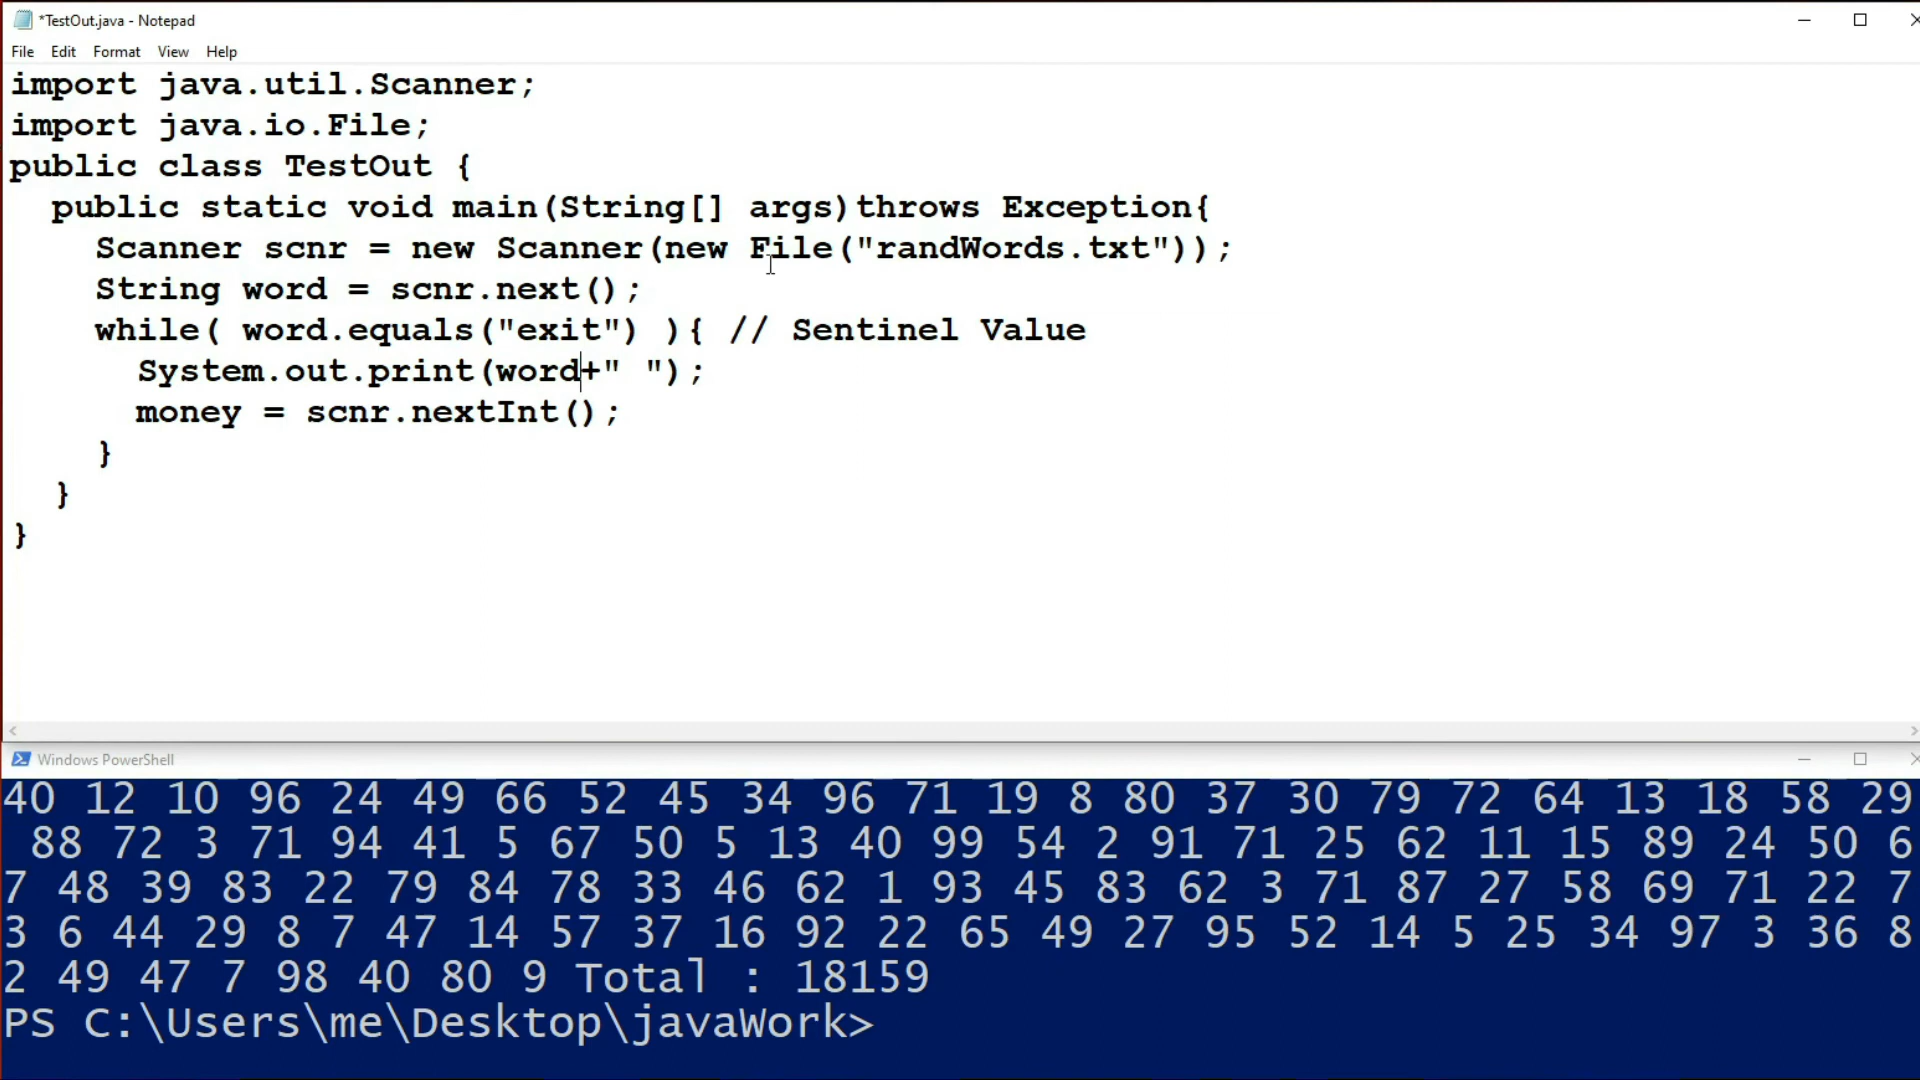 *TestOut.java - Notepad
File Edit Format View Help
import java.util.Scanner;
import java.io.File;
public class TestOut {
  public static void main(String[] args)throws Exception{
    Scanner scnr = new Scanner(new File("randWords.txt"));
    String word = scnr.next();
    while( word.equals("exit") ){ // Sentinel Value
      System.out.print(word+" ");
      money = scnr.nextInt();
    }
  }
}
Windows PowerShell
40 12 10 96 24 49 66 52 45 34 96 71 19 8 80 37 30 79 72 64 13 18 58 29
 88 72 3 71 94 41 5 67 50 5 13 40 99 54 2 91 71 25 62 11 15 89 24 50 6
7 48 39 83 22 79 84 78 33 46 62 1 93 45 83 62 3 71 87 27 58 69 71 22 7
3 6 44 29 8 7 47 14 57 37 16 92 22 65 49 27 95 52 14 5 25 34 97 3 36 8
2 49 47 7 98 40 80 9 Total : 18159
PS C:\Users\me\Desktop\javaWork>